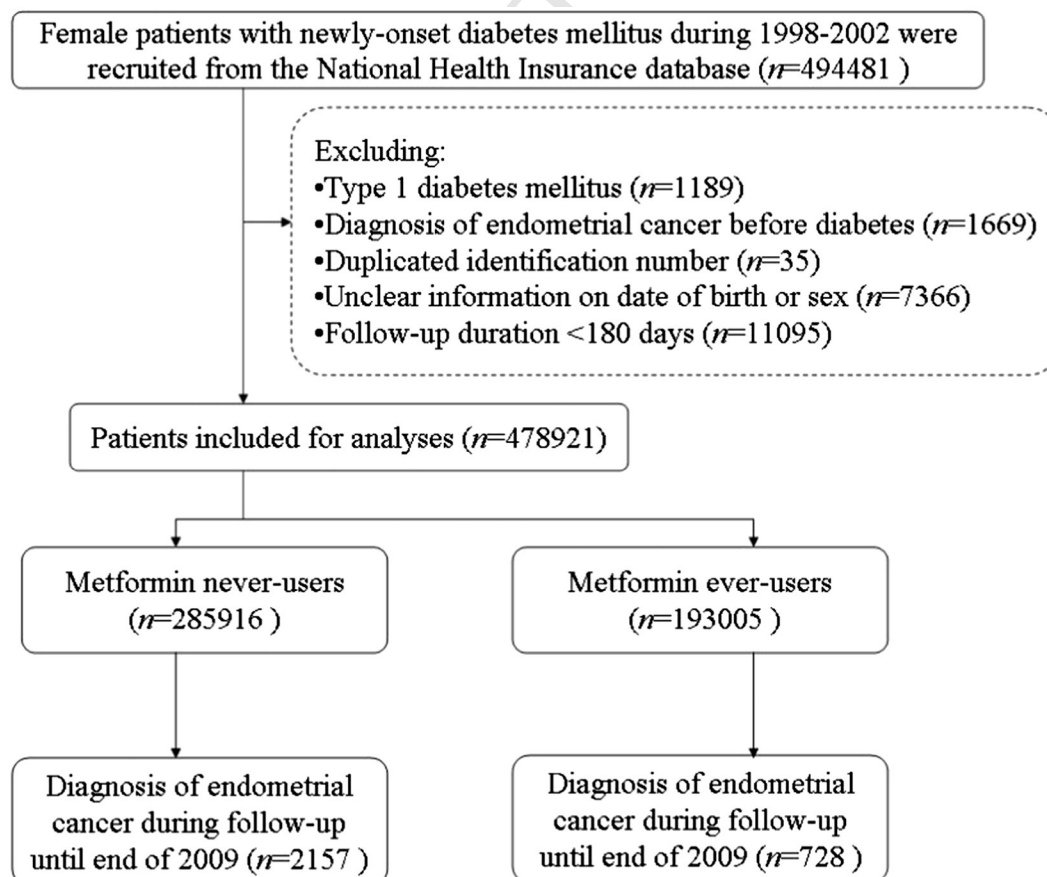 Female patients with newly-onset diabetes mellitus during 1998-2002 were
recruited from the National Health Insurance database (n=494481 )
Excluding:
•Type 1 diabetes mellitus (n=1189)
•Diagnosis of endometrial cancer before diabetes (n=1669)
•Duplicated identification number (n=35)
•Unclear information on date of birth or sex (n=7366)
•Follow-up duration <180 days (n=11095)
Patients included for analyses (n=478921)
Metformin never-users
(n=285916 )
Metformin ever-users
(n=193005 )
Diagnosis of endometrial
cancer during follow-up
until end of 2009 (n=2157)
Diagnosis of endometrial
cancer during follow-up
until end of 2009 (n=728 )